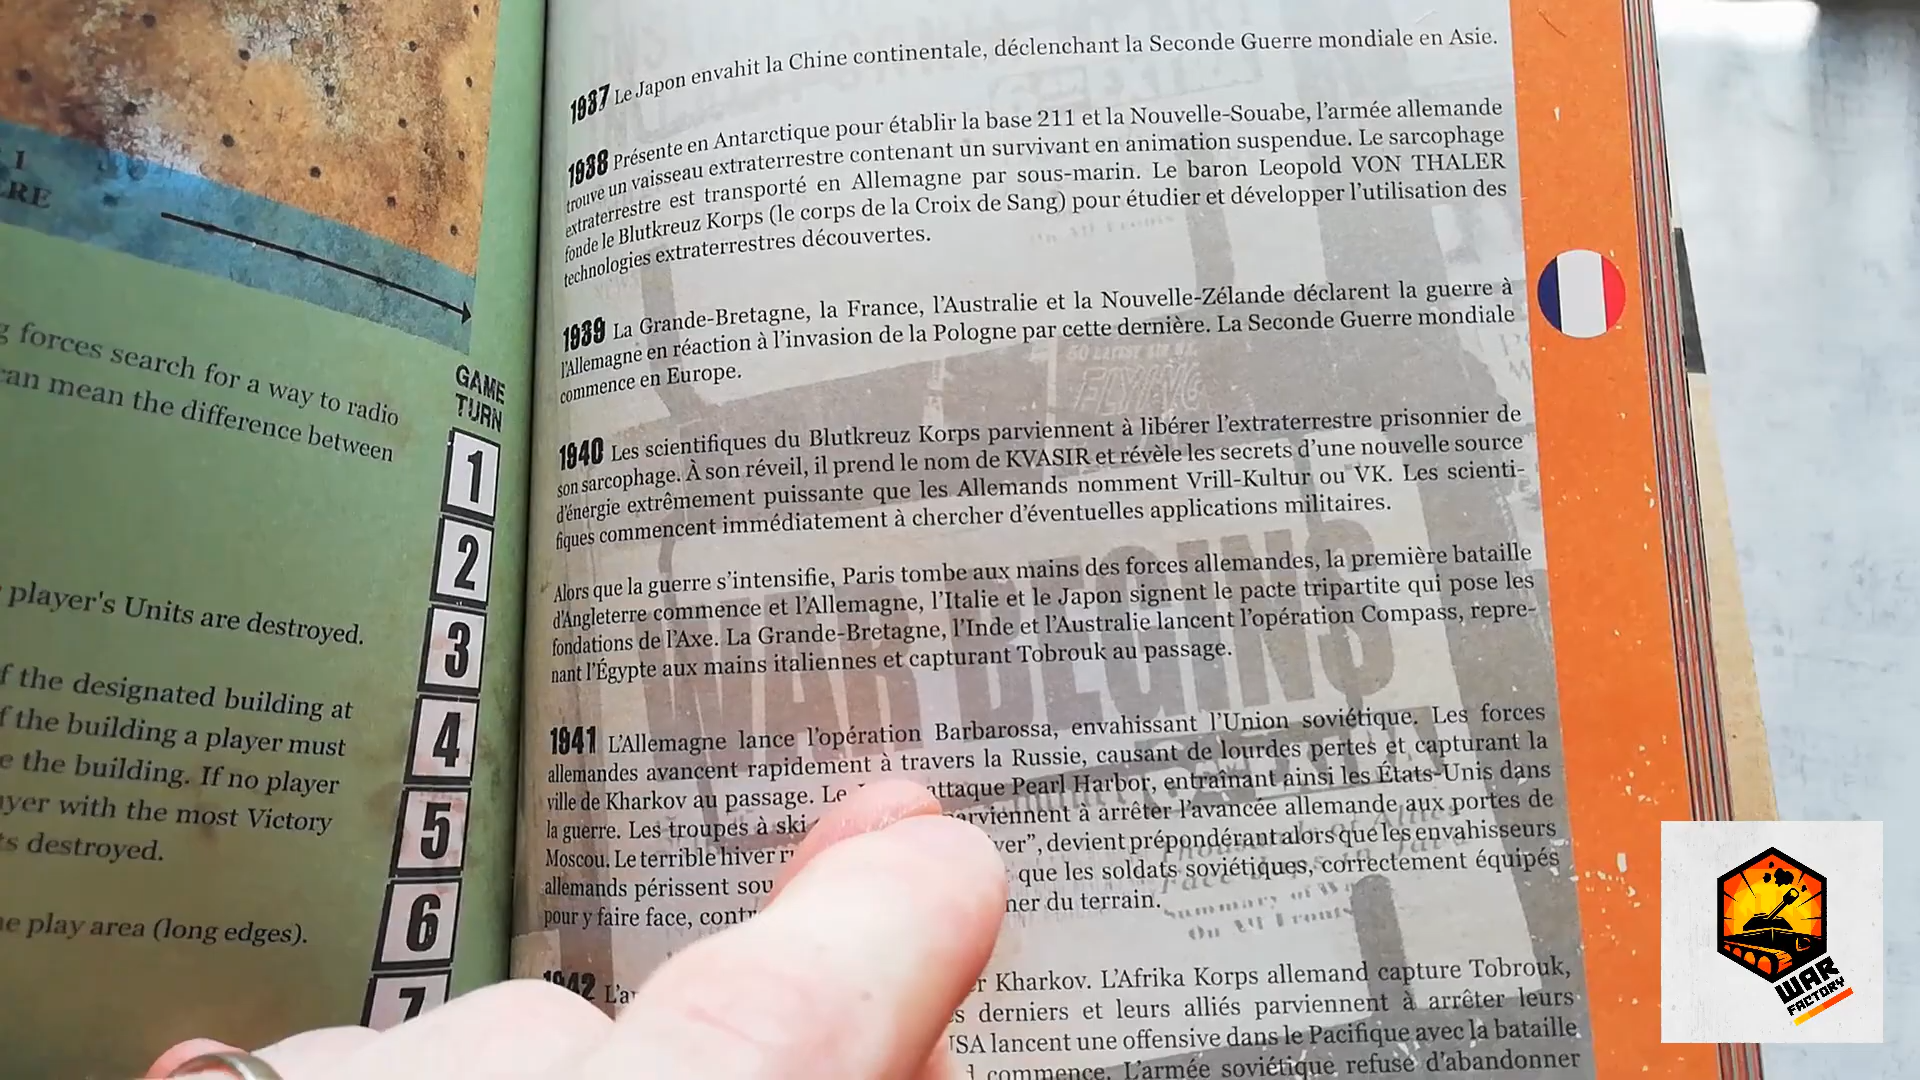 1
RE
forces search for a way to radio
can mean the difference between
player's Units are destroyed.
f the designated building at
f the building a player must
e the building. If no player
yer with the most Victory
ts destroyed.
e play area (long edges).
GAME
TURN
1
2
3
4
5
6
7
1937 Le Japon envahit la Chine continentale, déclenchant la Seconde Guerre mondiale en Asie.
1938 Présente en Antarctique pour établir la base 211 et la Nouvelle-Souabe, l'armée allemande
trouve un vaisseau extraterrestre contenant un survivant en animation suspendue. Le sarcophage
extraterrestre est transporté en Allemagne par sous-marin. Le baron Leopold VON THALER
fonde le Blutkreuz Korps (le corps de la Croix de Sang) pour étudier et développer l'utilisation des
technologies extraterrestres découvertes.
1939 La Grande-Bretagne, la France, l'Australie et la Nouvelle-Zélande déclarent la guerre à
l'Allemagne en réaction à l'invasion de la Pologne par cette dernière. La Seconde Guerre mondiale
commence en Europe.
1940 Les scientifiques du Blutkreuz Korps parviennent à libérer l'extraterrestre prisonnier de
son sarcophage. À son réveil, il prend le nom de KVASIR et révèle les secrets d'une nouvelle source
d'énergie extrêmement puissante que les Allemands nomment Vrill-Kultur ou VK. Les scienti-
fiques commencent immédiatement à chercher d'éventuelles applications militaires.
Alors que la guerre s'intensifie, Paris tombe aux mains des forces allemandes, la première bataille
d'Angleterre commence et l'Allemagne, l'Italie et le Japon signent le pacte tripartite qui pose les
fondations de l'Axe. La Grande-Bretagne, l'Inde et l'Australie lancent l'opération Compass, repre-
nant l'Égypte aux mains italiennes et capturant Tobrouk au passage.
1941 L'Allemagne lance l'opération Barbarossa, envahissant l'Union soviétique. Les forces
allemandes avancent rapidement à travers la Russie, causant de lourdes pertes et capturant la
ville de Kharkov au passage. Le attaque Pearl Harbor, entraînant ainsi les États-Unis dans
la guerre. Les troupes à ski parviennent à arrêter l'avancée allemande aux portes de
Moscou. Le terrible hiver ver", devient prépondérant alors que les envahisseurs
allemands périssent que les soldats soviétiques, correctement équipés
pour y faire face, du terrain.
1942 Kharkov. L'Afrika Korps allemand capture Tobrouk,
derniers et leurs alliés parviennent à arrêter leurs
USA lancent une offensive dans le Pacifique avec la bataille
commence. L'armée soviétique refuse d'abandonner
FLYING
WAR BEGINS
Summary of
On All Fronts
WAR
FACTORY